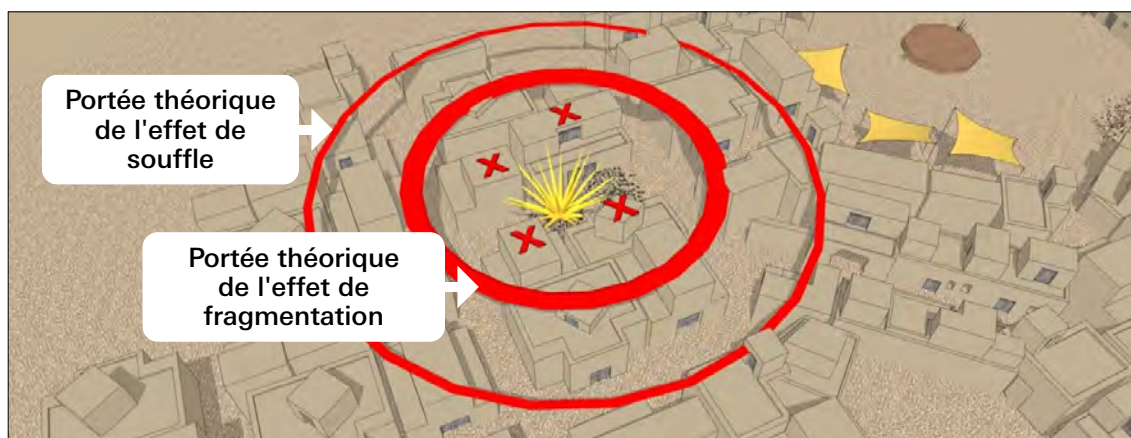 Portée théorique
de l'effet de
souffle
Portée théorique
de l'effet de
fragmentation